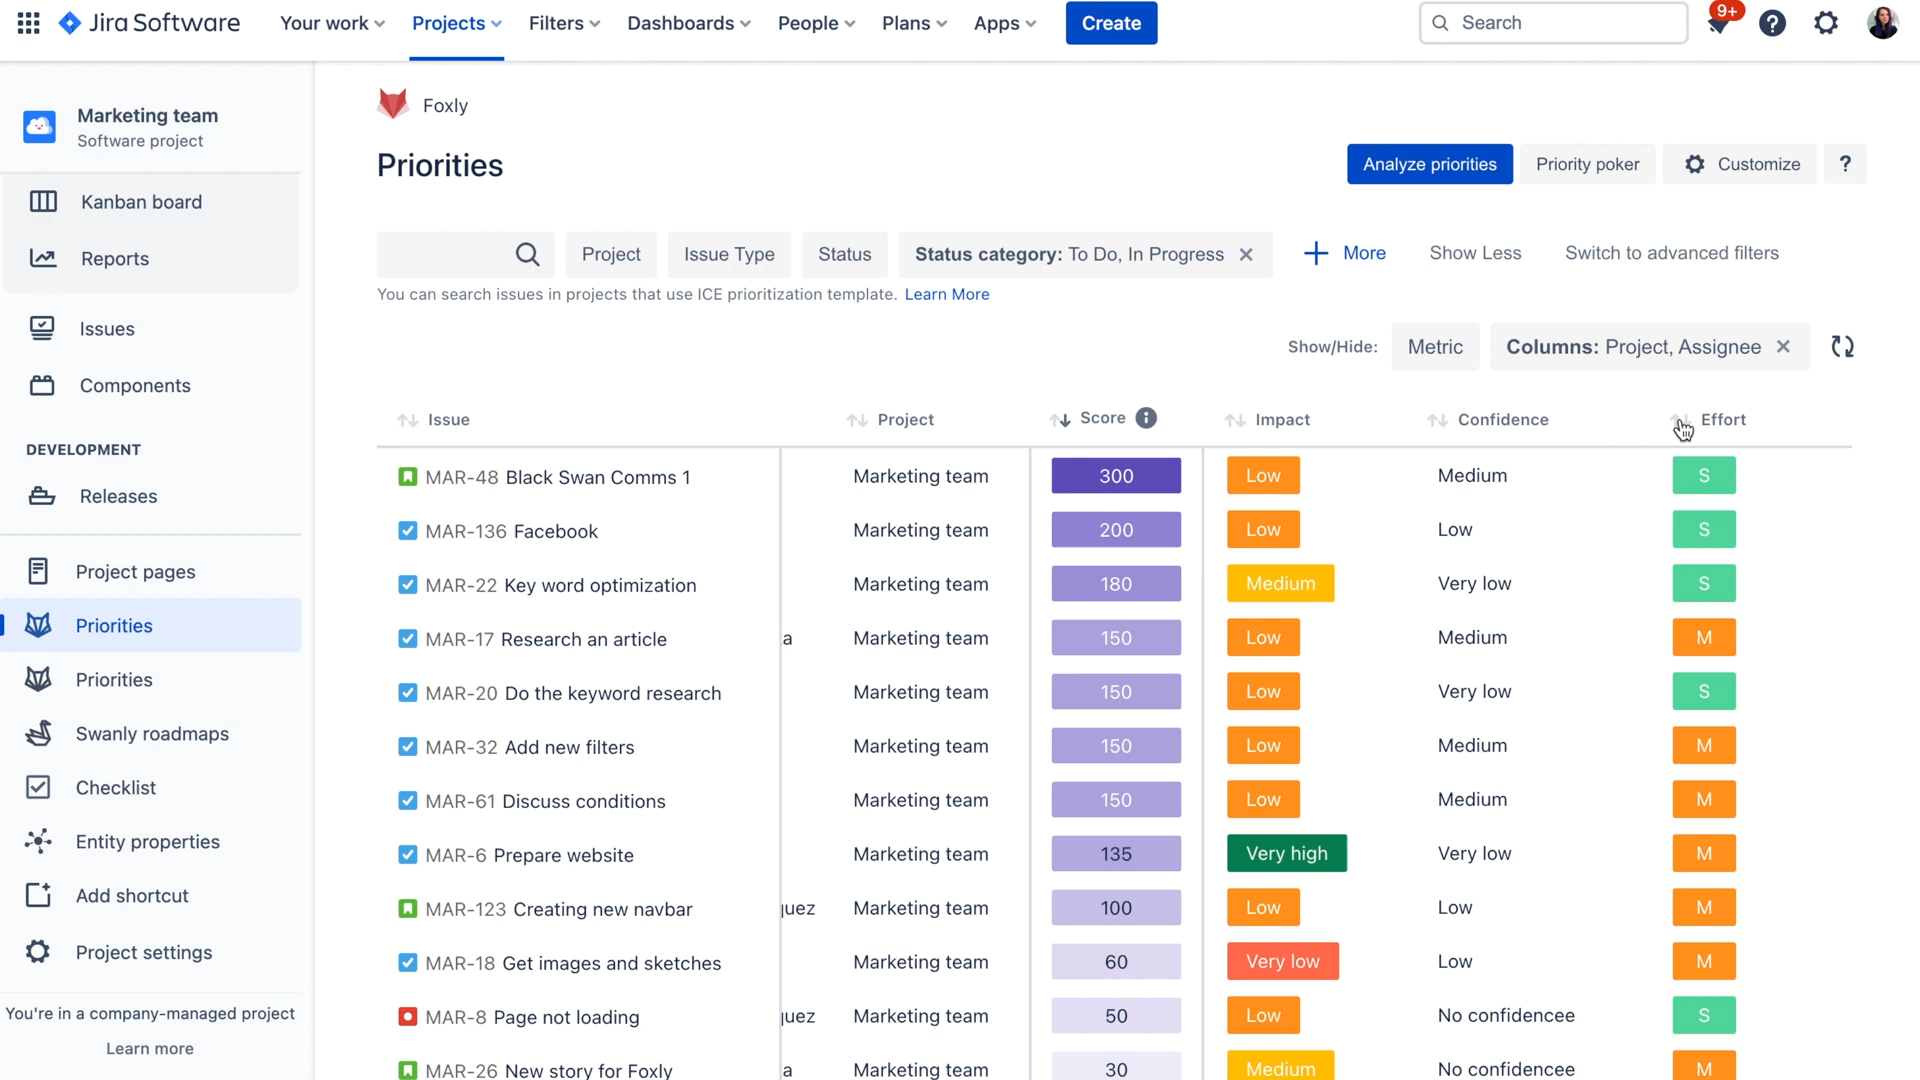 Jira Software Your work Projects Filters Dashboards People Plans Apps Create Search 9+
Marketing team
Software project
Kanban board
Reports
Issues
Components
DEVELOPMENT
Releases
Project pages
Priorities
Priorities
Swanly roadmaps
Checklist
Entity properties
Add shortcut
Project settings
You're in a company-managed project
Learn more
Foxly
Priorities
Analyze priorities Priority poker Customize ?
Project Issue Type Status Status category: To Do, In Progress More Show Less Switch to advanced filters
You can search issues in projects that use ICE prioritization template. Learn More
Show/Hide: Metric Columns: Project, Assignee
Issue Project Score Impact Confidence Effort
MAR-48 Black Swan Comms 1 Marketing team 300 Low Medium S
MAR-136 Facebook Marketing team 200 Low Low S
MAR-22 Key word optimization Marketing team 180 Medium Very low S
MAR-17 Research an article a Marketing team 150 Low Medium M
MAR-20 Do the keyword research Marketing team 150 Low Very low S
MAR-32 Add new filters Marketing team 150 Low Medium M
MAR-61 Discuss conditions Marketing team 150 Low Medium M
MAR-6 Prepare website Marketing team 135 Very high Very low M
MAR-123 Creating new navbar uez Marketing team 100 Low Low M
MAR-18 Get images and sketches Marketing team 60 Very low Low M
MAR-8 Page not loading uez Marketing team 50 Low No confidencee S
MAR-26 New story for Foxly a Marketing team 30 Medium No confidencee M